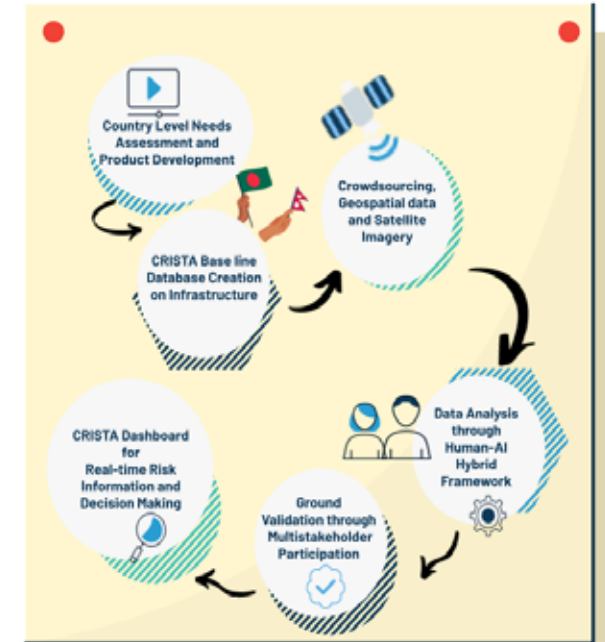 Country Level Needs
Assessment and
Product Development
CRISTA Base line
Database Creation
on Infrastructure
Crowdsourcing,
Geospatial data
and Satellite
Imagery
Data Analysis
through
Human-AI
Hybrid
Framework
Ground
Validation through
Multistakeholder
Participation
CRISTA Dashboard
for
Real-time Risk
Information and
Decision Making